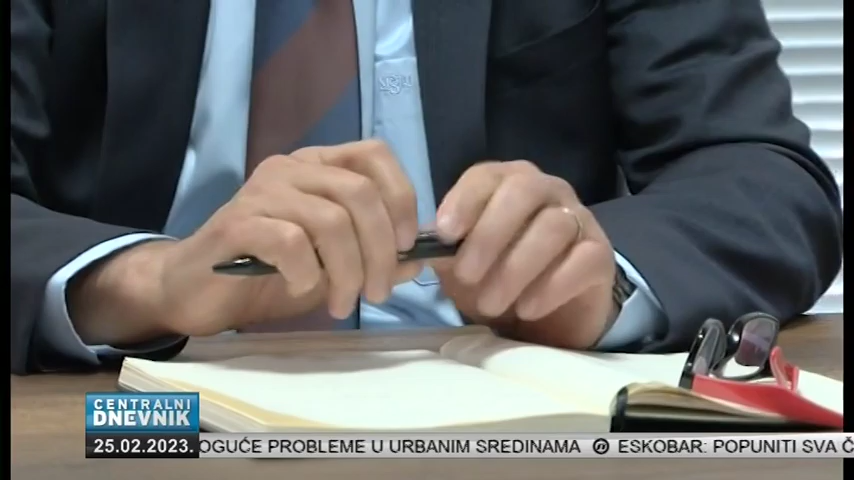 CENTRALNI
DNEVNIK
25.02.2023. OGUĆE PROBLEME U URBANIM SREDINAMA ESKOBAR: POPUNITI SVA Č